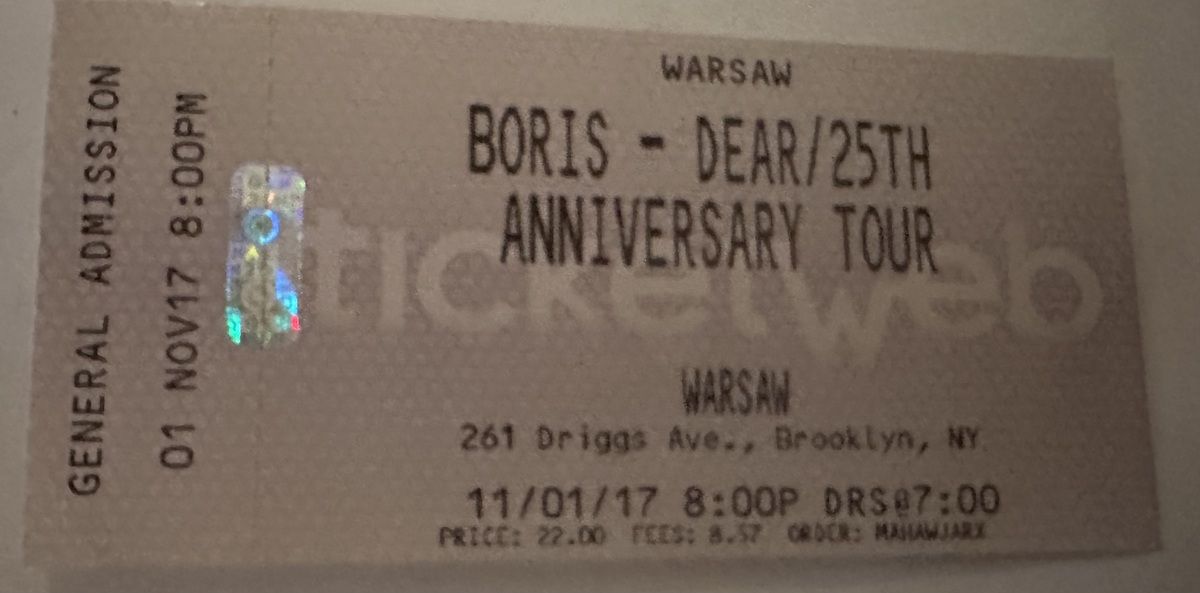 GENERAL ADMISSION
01 NOV17 8:00PM
WARSAW
BORIS - DEAR/25TH
ANNIVERSARY TOUR
ticketweb
WARSAW
261 Driggs Ave., Brooklyn, NY
11/01/17 8:00P DRS@7:00
PRICE: 22.00 FEES: 8.57 ORDER: